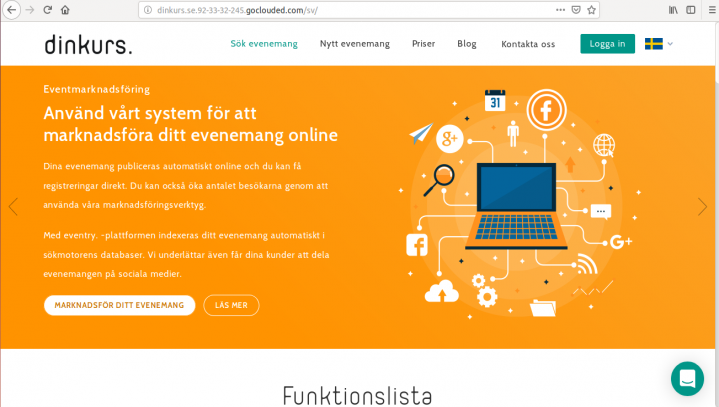 dinkurs.se.92-33-32-245.goclouded.com/sv/
dinkurs.
Sök evenemang
Nytt evenemang
Priser
Blog
Kontakta oss
Logga in
Eventmarknadsföring
Använd vårt system för att
marknadsföra ditt evenemang online
Dina evenemang publiceras automatiskt online och du kan få
registreringar direkt. Du kan också öka antalet besökarna genom att
använda våra marknadsföringsverktyg.
Med eventry. -plattformen indexeras ditt evenemang automatiskt i
sökmotorens databaser. Vi underlättar även får dina kunder att dela
evenemangen på sociala medier.
MARKNADSFÖR DITT EVENEMANG
LÄS MER
31
f
g+
G+
f
Funktionslista